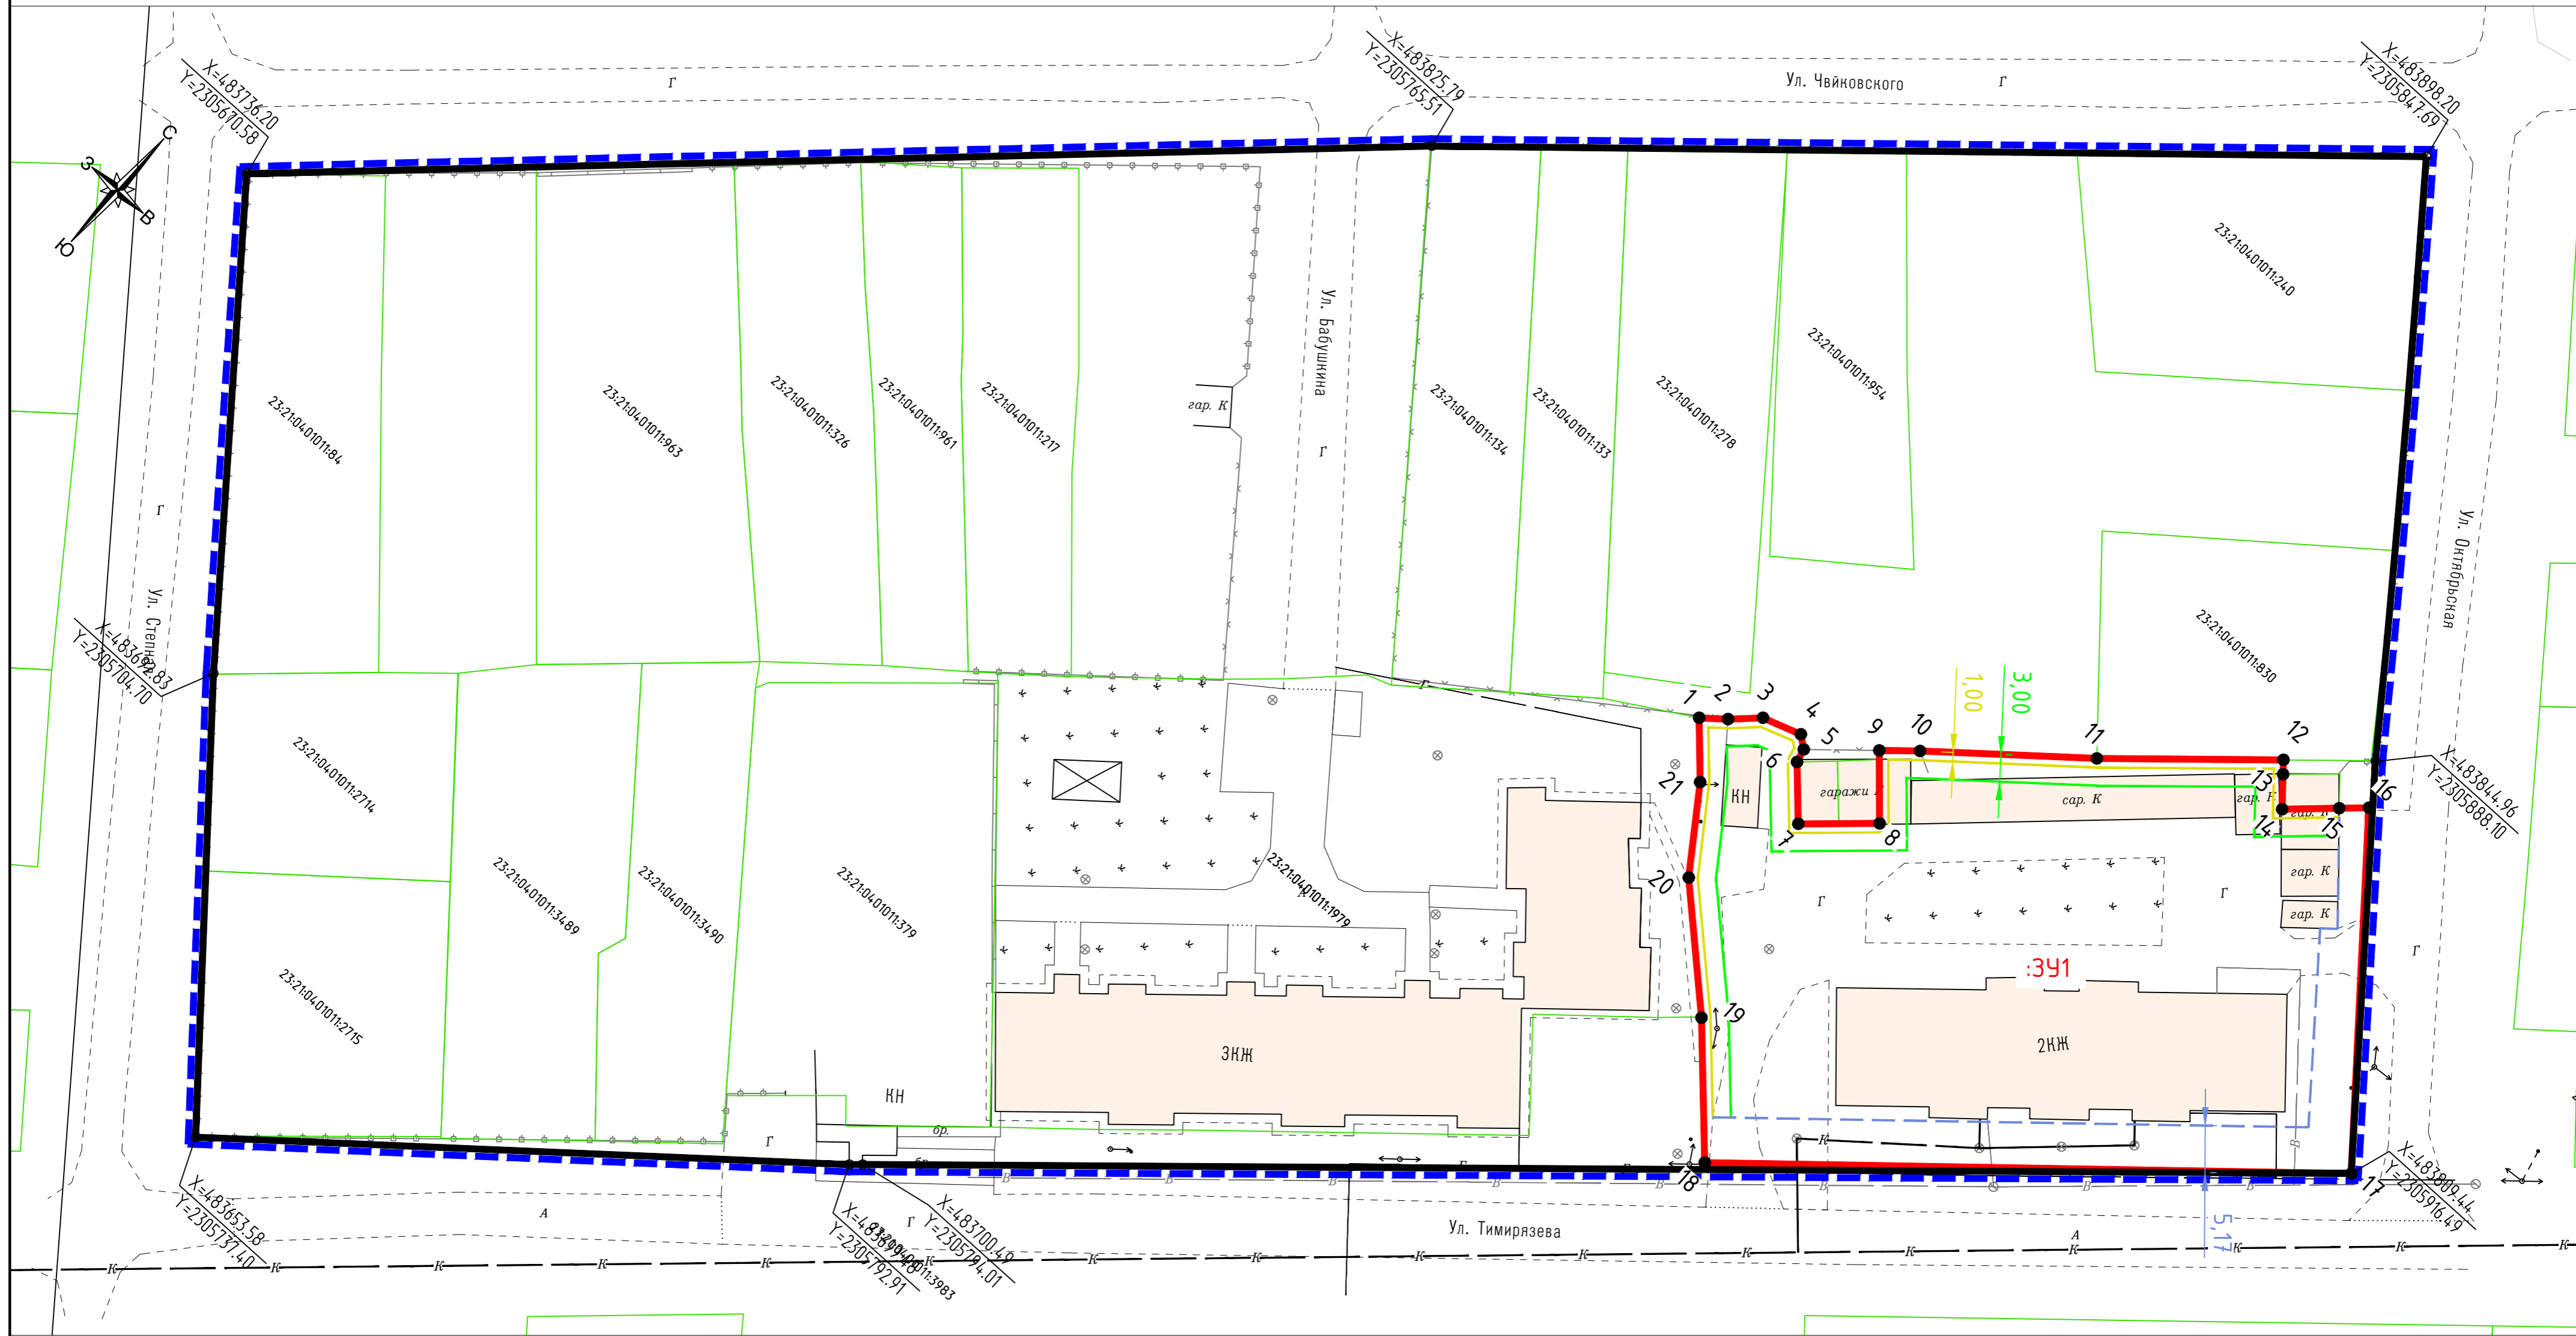 X=483736.20
Y=2305670.58
Г
X=483825.79
Y=2305765.51
Ул. Чвйковского
Г
X=483898.20
Y=2305847.69
С
З
В
Ю
23:21:0401011:84
23:21:0401011:963
23:21:0401011:326
23:21:0401011:961
23:21:0401011:217
гар. К
Ул. Бабушкина
Г
23:21:0401011:134
23:21:0401011:133
23:21:0401011:278
23:21:0401011:954
23:21:0401011:240
23:21:0401011:830
Ул. Октябрьская
Г
Г
Ул. Степная
X=483692.83
Y=2305704.70
23:21:0401011:2714
23:21:0401011:2715
23:21:0401011:3489
23:21:0401011:3490
23:21:0401011:379
23:21:0401011:1979
Г
1
2
3
4
5
6
7
8
9
10
11
12
13
14
15
16
17
18
19
20
21
1,00
3,00
КН
гаражи К
сар. К
гар. К
гар. К
гар. К
гар. К
X=483844.96
Y=2305888.10
Г
Г
:ЗУ1
3КЖ
2КЖ
КН
бр.
бр.
Г
Г
Г
К
В
В В В В В В В В
X=483653.58
Y=2305737.40
А
Г
X=483700.49
Y=2305794.01
Y=2305792.91
Ул. Тимирязева
А
5,17
X=483809.44
Y=2305916.49
К К К К К К К К К К К К К К К К